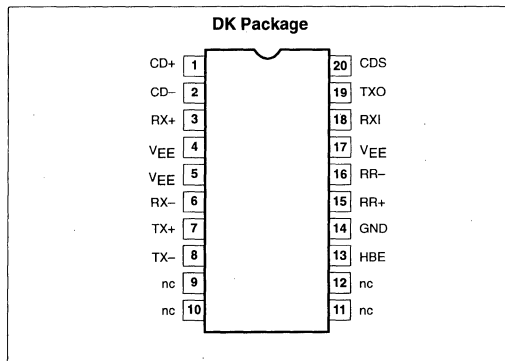 DK Package
CD+ 1 20 CDS
CD– 2 19 TXO
RX+ 3 18 RXI
VEE 4 17 VEE
VEE 5 16 RR–
RX– 6 15 RR+
TX+ 7 14 GND
TX– 8 13 HBE
nc 9 12 nc
nc 10 11 nc